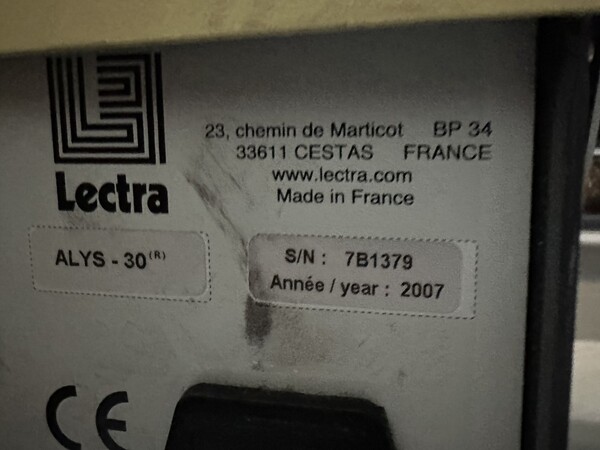 Lectra
23, chemin de Marticot BP 34
33611 CESTAS FRANCE
www.lectra.com
Made in France
ALYS - 30 (R)
S/N : 7B1379
Année / year : 2007
CE